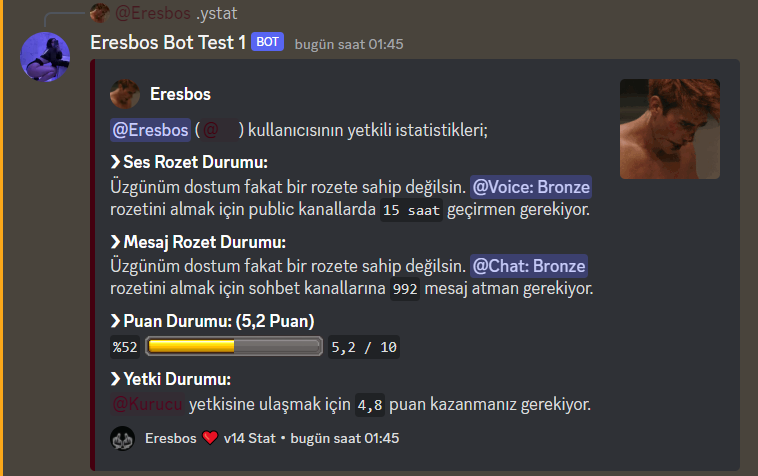 @Eresbos .ystat
Eresbos Bot Test 1 BOT bugün saat 01:45
Eresbos
@Eresbos ( @ ) kullanıcısının yetkili istatistikleri;
❯ Ses Rozet Durumu:
Üzgünüm dostum fakat bir rozete sahip değilsin. @Voice: Bronze
rozetini almak için public kanallarda 15 saat geçirmen gerekiyor.
❯ Mesaj Rozet Durumu:
Üzgünüm dostum fakat bir rozete sahip değilsin. @Chat: Bronze
rozetini almak için sohbet kanallarına 992 mesaj atman gerekiyor.
❯ Puan Durumu: (5,2 Puan)
%52 5,2 / 10
❯ Yetki Durumu:
@Kurucu yetkisine ulaşmak için 4,8 puan kazanmanız gerekiyor.
Eresbos ❤️ v14 Stat • bugün saat 01:45